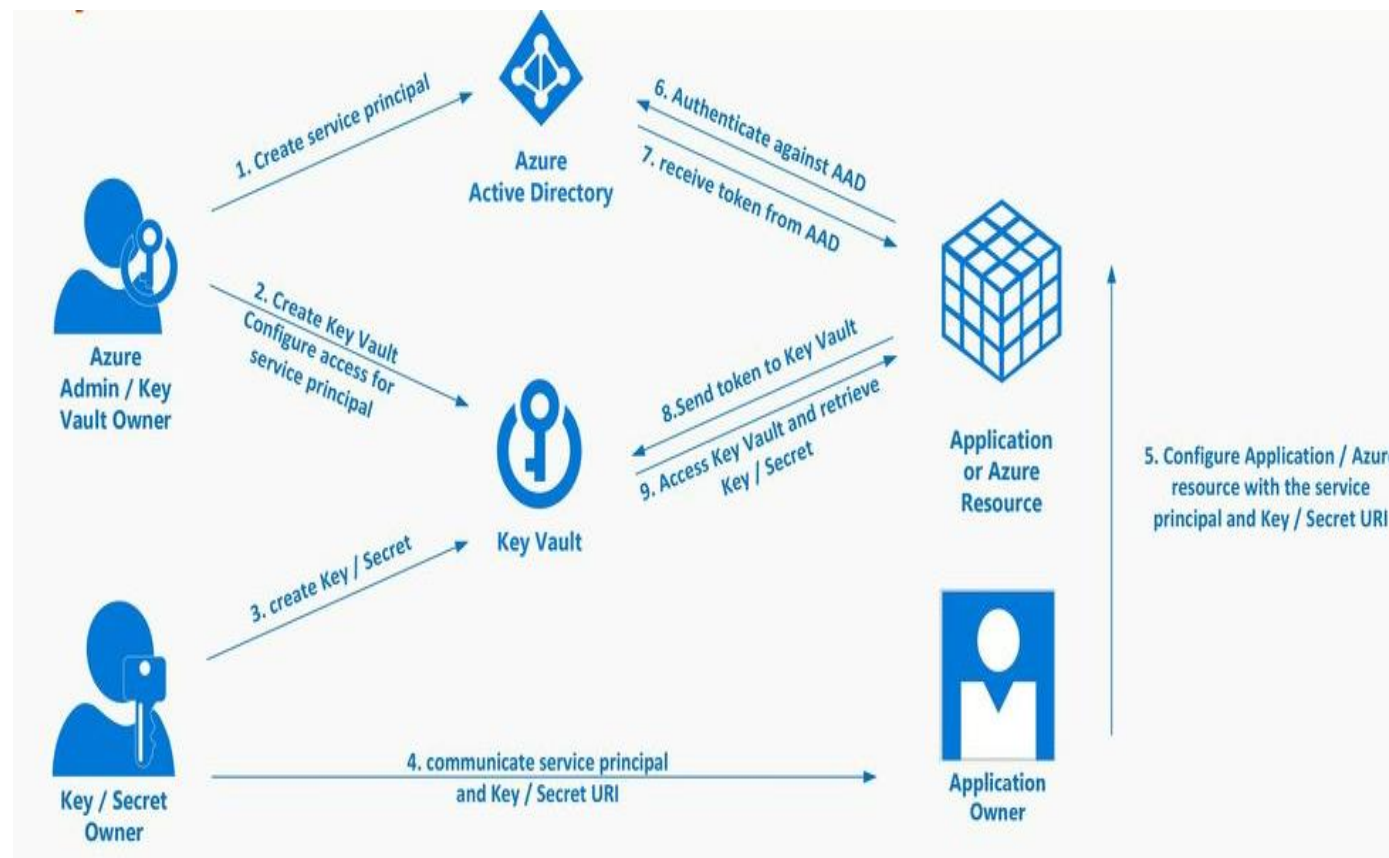 1. Create service principal
Azure
Active Directory
6. Authenticate against AAD
7. receive token from AAD
Azure
Admin / Key
Vault Owner
2. Create Key Vault
Configure access for
service principal
Key Vault
8.Send token to Key Vault
9. Access Key Vault and retrieve
Key / Secret
Application
or Azure
Resource
5. Configure Application / Azur
resource with the service
principal and Key / Secret URI
3. create Key / Secret
Key / Secret
Owner
4. communicate service principal
and Key / Secret URI
Application
Owner